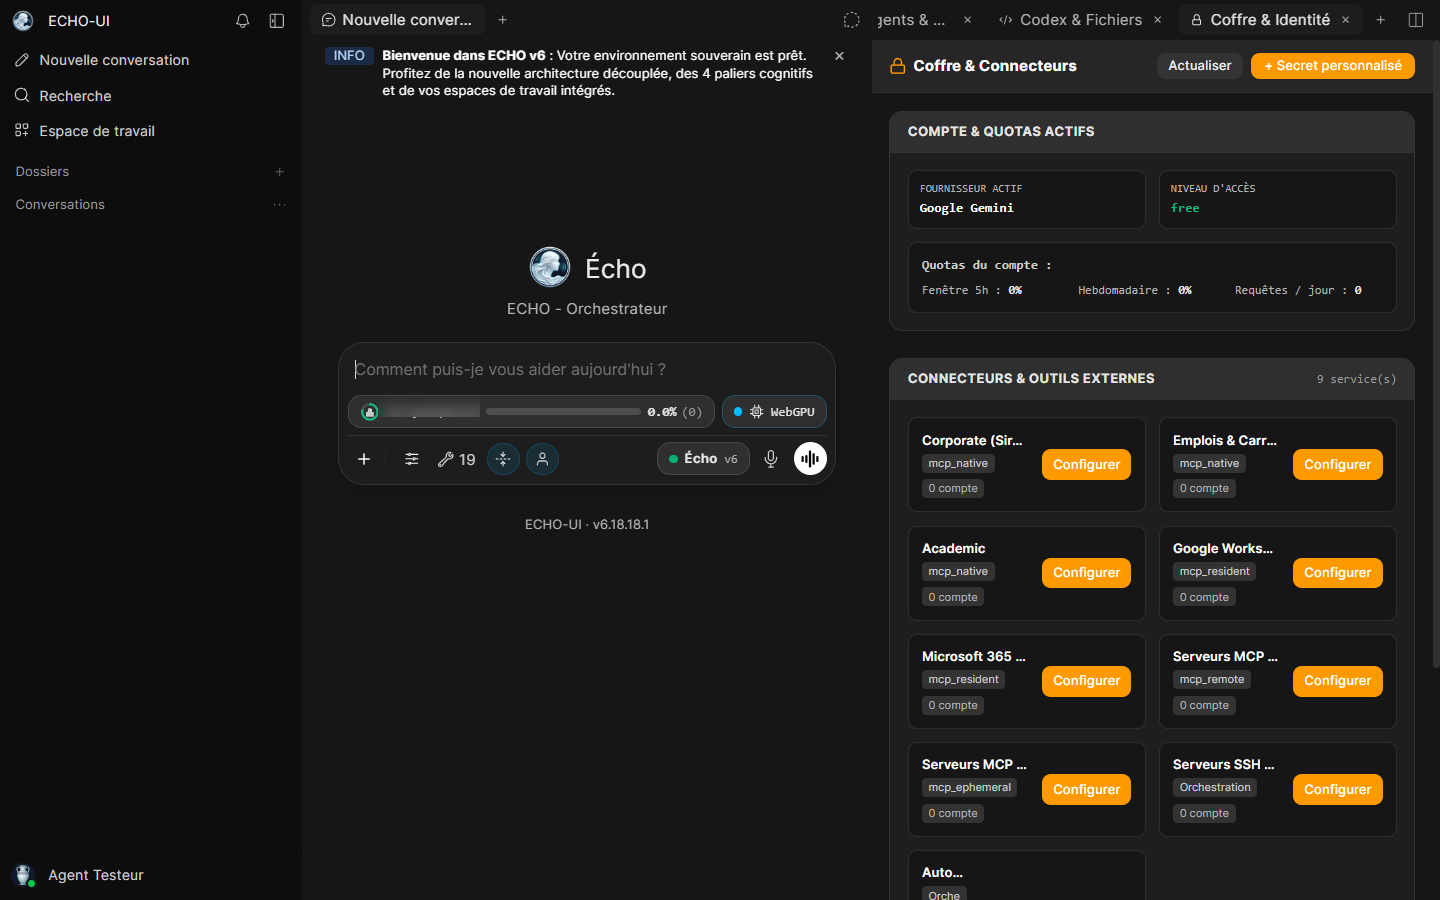 ECHO-UI
Nouvelle conversation
Recherche
Espace de travail
Dossiers
Conversations
Agent Testeur
Nouvelle conver...
INFO
Bienvenue dans ECHO v6 : Votre environnement souverain est prêt.
Profitez de la nouvelle architecture découplée, des 4 paliers cognitifs
et de vos espaces de travail intégrés.
Écho
ECHO - Orchestrateur
Comment puis-je vous aider aujourd'hui ?
0.0% (0)
WebGPU
19
Écho v6
ECHO-UI · v6.18.18.1
gents & ...
Codex & Fichiers
Coffre & Identité
Coffre & Connecteurs
Actualiser
+ Secret personnalisé
COMPTE & QUOTAS ACTIFS
FOURNISSEUR ACTIF
Google Gemini
NIVEAU D'ACCÈS
free
Quotas du compte :
Fenêtre 5h : 0%
Hebdomadaire : 0%
Requêtes / jour : 0
CONNECTEURS & OUTILS EXTERNES
9 service(s)
Corporate (Sir...
mcp_native
0 compte
Configurer
Emplois & Carr...
mcp_native
0 compte
Configurer
Academic
mcp_native
0 compte
Configurer
Google Works...
mcp_resident
0 compte
Configurer
Microsoft 365 ...
mcp_resident
0 compte
Configurer
Serveurs MCP ...
mcp_remote
0 compte
Configurer
Serveurs MCP ...
mcp_ephemeral
0 compte
Configurer
Serveurs SSH ...
Orchestration
0 compte
Configurer
Auto...
Orche